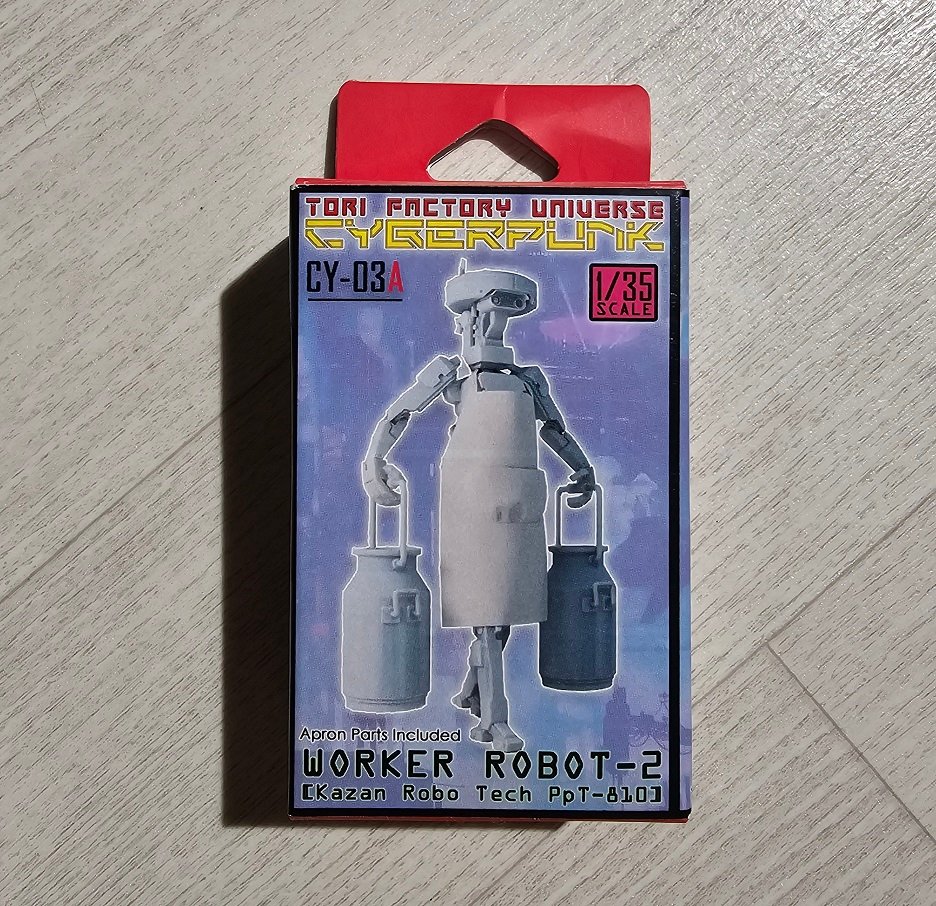 TORI FACTORY UNIVERSE
CYBERPUNK
CY-03A
1/35
SCALE
Apron Parts Included
WORKER ROBOT-2
[Kazan Robo Tech PpT-810]